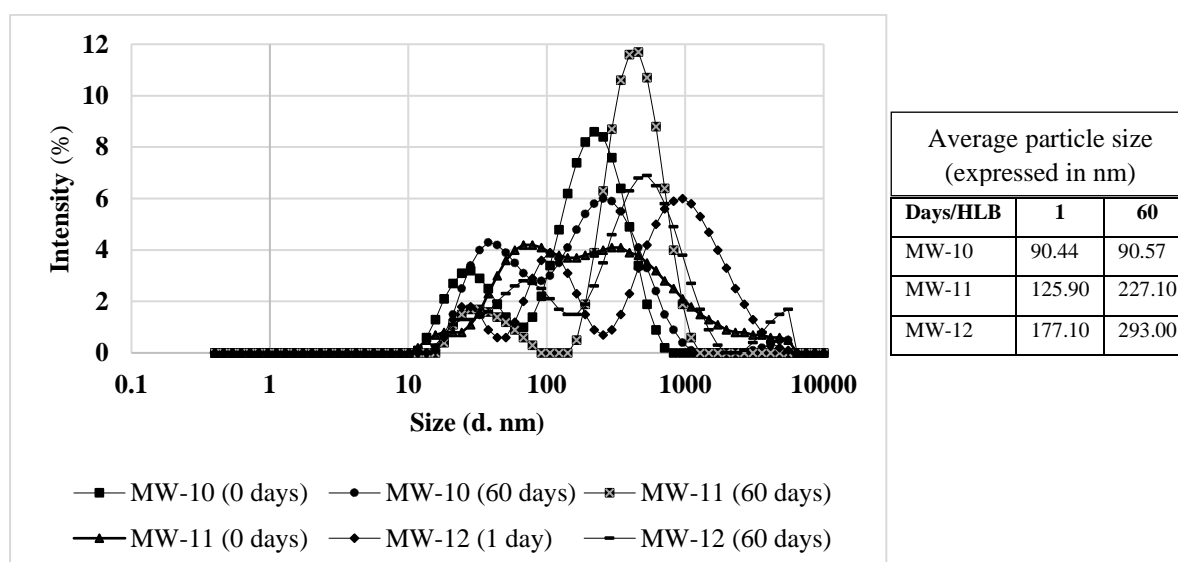 12
10
8
6
4
2
0
Intensity (%)
0.1 1 10 100 1000 10000
Size (d. nm)
MW-10 (0 days) MW-10 (60 days) MW-11 (60 days)
MW-11 (0 days) MW-12 (1 day) MW-12 (60 days)
Average particle size
(expressed in nm)
Days/HLB 1 60
MW-10 90.44 90.57
MW-11 125.90 227.10
MW-12 177.10 293.00